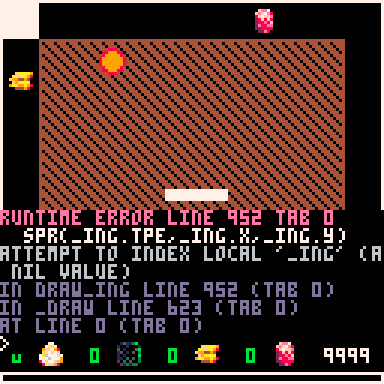 RUNTIME ERROR LINE 952 TAB 0
SPR(_ING.TPE,_ING.X,_ING.Y)
ATTEMPT TO INDEX LOCAL '_ING' (A
NIL VALUE)
IN DRAW_ING LINE 952 (TAB 0)
IN _DRAW LINE 623 (TAB 0)
AT LINE 0 (TAB 0)
>
0 0 0 9999